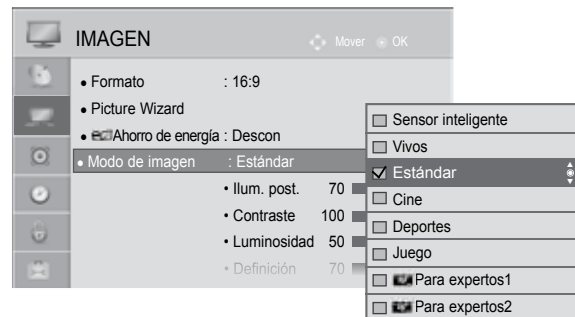 IMAGEN
Mover OK
• Formato : 16:9
• Picture Wizard
• Ahorro de energía : Descon
• Modo de imagen : Estándar
• Ilum. post. 70
• Contraste 100
• Luminosidad 50
• Definición 70
Sensor inteligente
Vivos
Estándar
Cine
Deportes
Juego
Para expertos1
Para expertos2